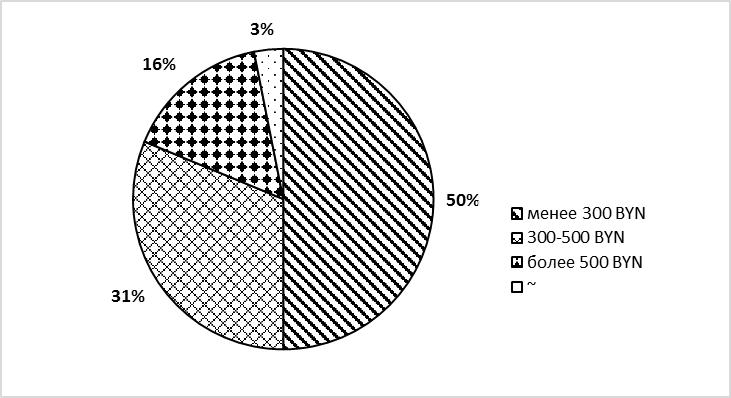 3%
16%
50%
31%
менее 300 BYN
300-500 BYN
более 500 BYN
~